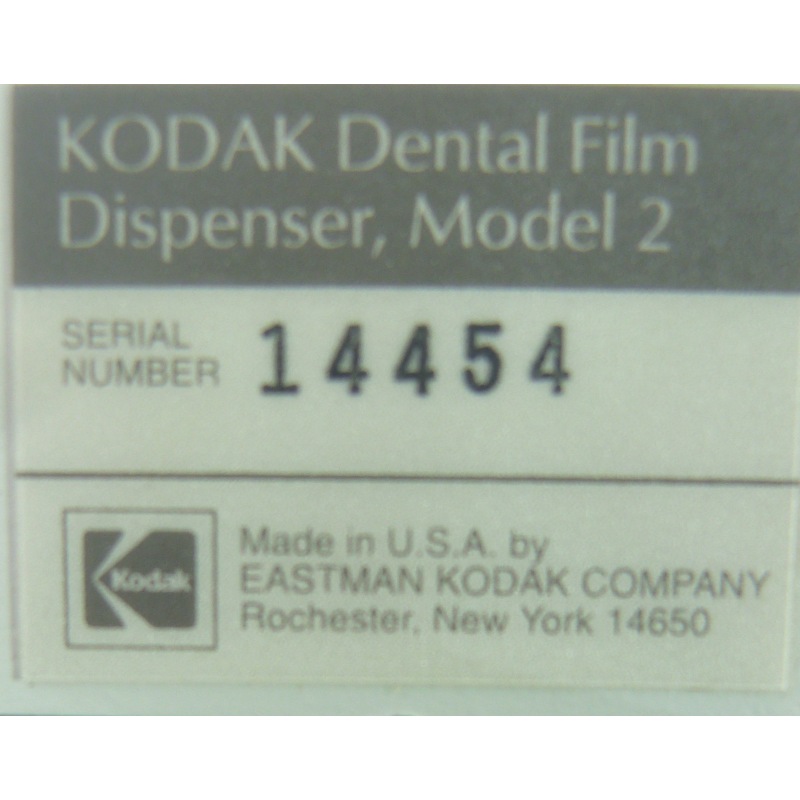 KODAK Dental Film
Dispenser, Model 2
SERIAL
NUMBER
14454
Kodak
Made in U.S.A. by
EASTMAN KODAK COMPANY
Rochester, New York 14650